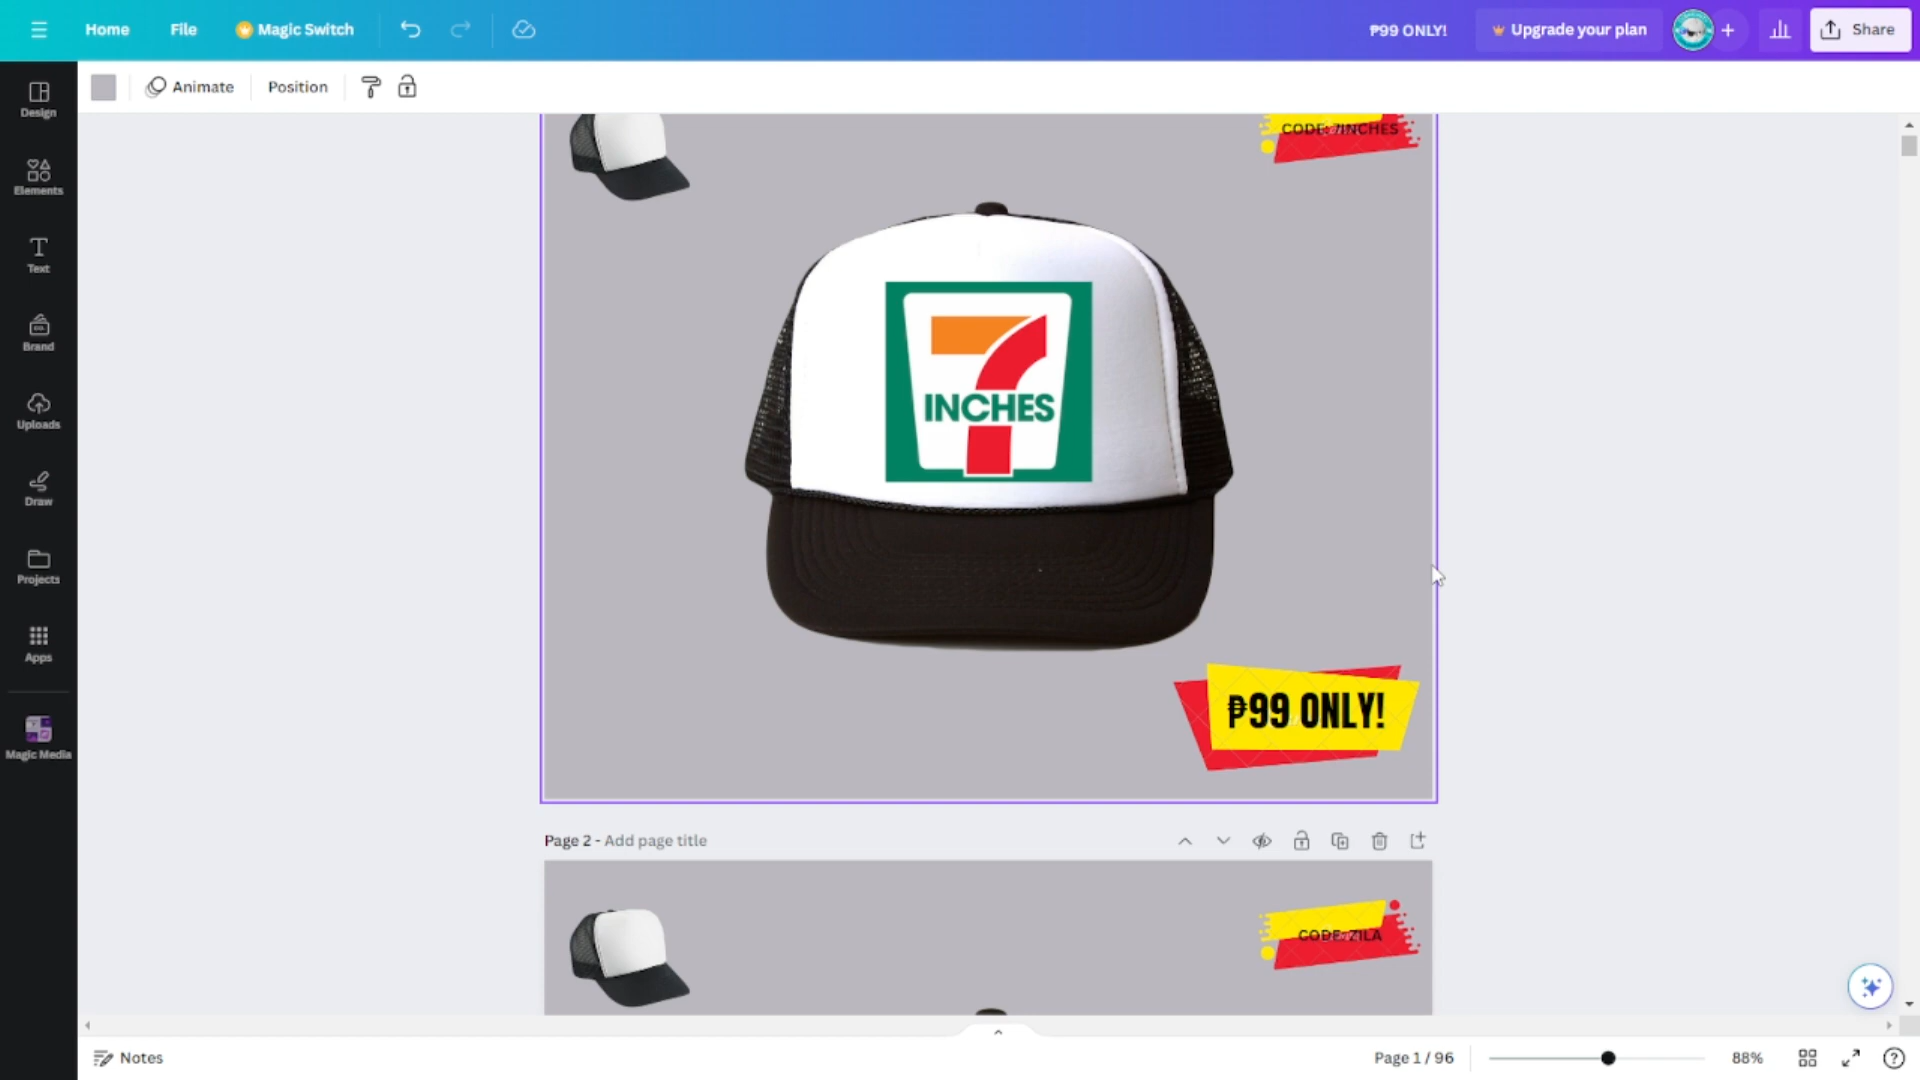 Home File Magic Switch ₱99 ONLY! Upgrade your plan Share
Animate Position
Design
Elements
Text
Brand
Uploads
Draw
Projects
Apps
Magic Media
CODE: 7INCHES
7
INCHES
₱99 ONLY!
Page 2 - Add page title
CODE: ZILA
Notes Page 1 / 96 88%